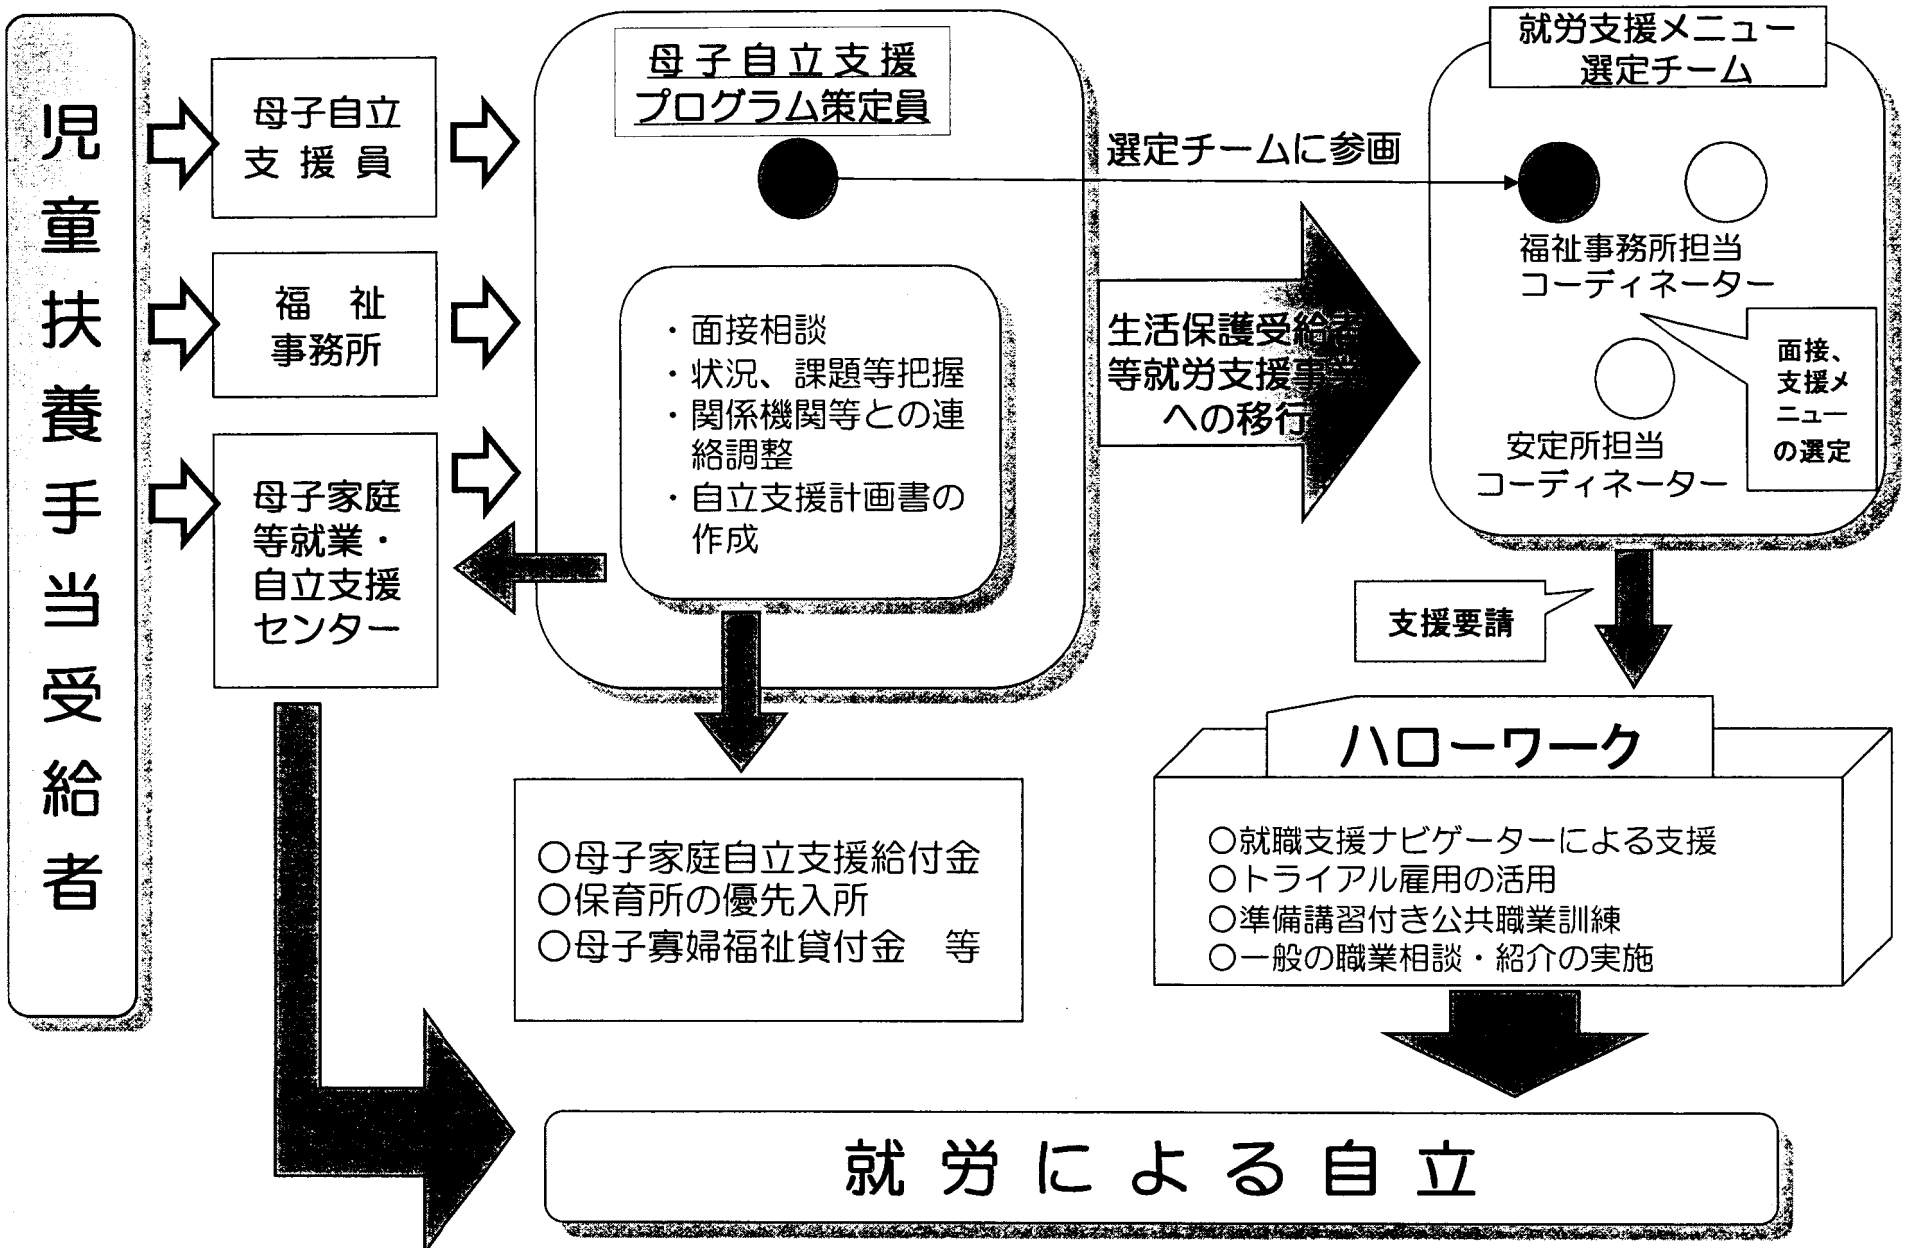 児童扶養手当受給者
母子自立
支援員
福祉
事務所
母子家庭
等就業・
自立支援
センター
母子自立支援
プログラム策定員
・面接相談
・状況、課題等把握
・関係機関等との連
絡調整
・自立支援計画書の
作成
選定チームに参画
生活保護受給者
等就労支援事業
への移行
就労支援メニュー
選定チーム
福祉事務所担当
コーディネーター
面接、
支援メ
ニュー
の選定
安定所担当
コーディネーター
支援要請
ハローワーク
○就職支援ナビゲーターによる支援
○トライアル雇用の活用
○準備講習付き公共職業訓練
○一般の職業相談・紹介の実施
○母子家庭自立支援給付金
○保育所の優先入所
○母子寡婦福祉貸付金　等
就労による自立